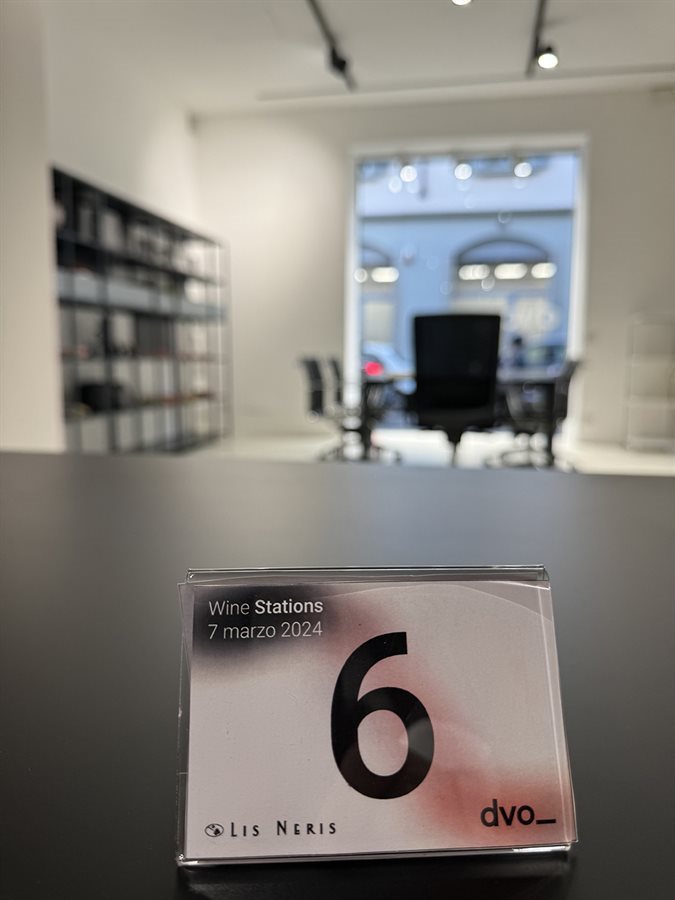 Wine Stations
7 marzo 2024
6
LIS NERIS
dvo_